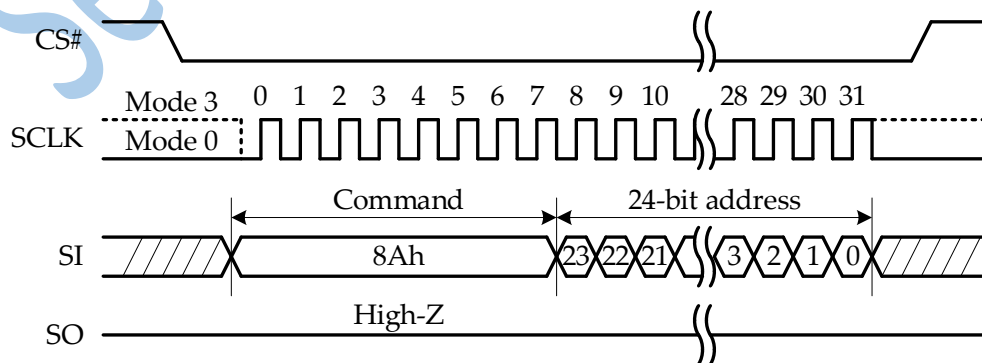 CS#
Mode 3 0 1 2 3 4 5 6 7 8 9 10 28 29 30 31
SCLK Mode 0
Command 24-bit address
SI 8Ah 23 22 21 3 2 1 0
High-Z
SO